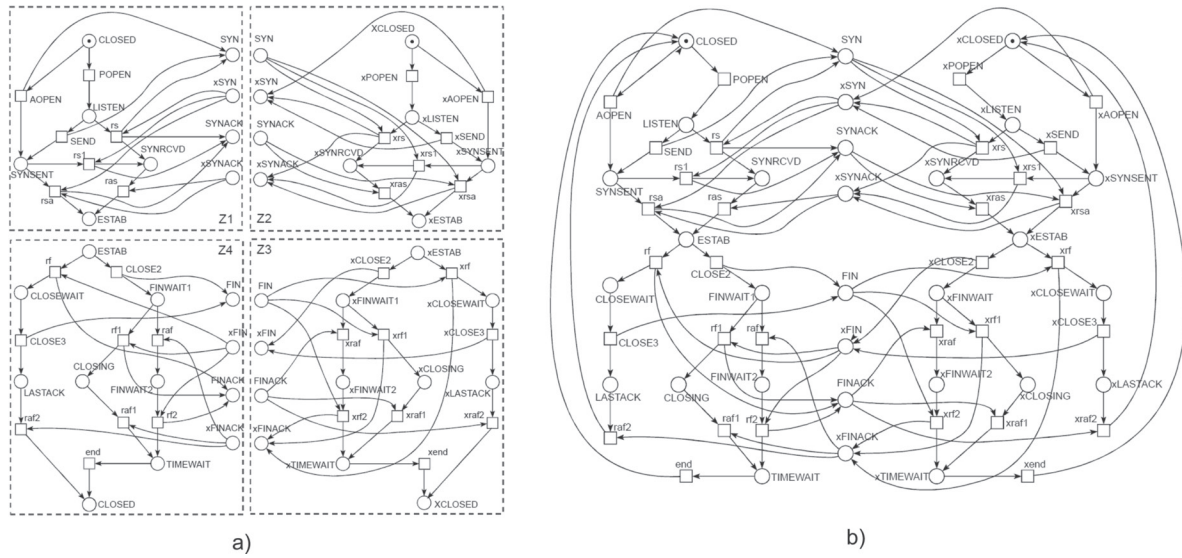 SYN SYN XCLOSED
CLOSED
POPEN xSYN xSYN xPOPEN
AOPEN xAOPEN
LISTEN SYNACK SYNACK xLISTEN
rs xrs xSEND
SEND xSYNACK xSYNACK xSYNRCVD xrs1 xSYNSENT
rs1 SYNRCVD
SYNSENT ras xras
rsa xrsa
ESTAB Z1 Z2 xESTAB
Z4 Z3
ESTAB xESTAB
rf CLOSE2 FIN FIN xCLOSE2 xrf
CLOSEWAIT FINWAIT1 xFINWAIT1 xCLOSEWAIT
xFIN xFIN
rf1 raf xrf1 xCLOSE3
CLOSE3 xraf
CLOSING FINACK FINACK xCLOSING
LASTACK FINWAIT2 xFINWAIT2 xLASTACK
raf1 rf2 xFINACK xFINACK xrf2 xraf1 xraf2
raf2
end TIMEWAIT xTIMEWAIT xend
CLOSED XCLOSED
a)
SYN
CLOSED xCLOSED
POPEN xPOPEN
AOPEN xSYN xAOPEN
xLISTEN
LISTEN SYNACK xSEND
rs xrs
SEND xSYNRCVD
rs1 SYNRCVD xSYNACK xrs1
SYNSENT xSYNSENT
rsa ras xras xrsa
ESTAB xESTAB
rf xCLOSE2 xrf
CLOSE2 FIN
CLOSEWAIT FINWAIT1 xFINWAIT xCLOSEWAIT
rf1 raf xFIN xrf1 xCLOSE3
CLOSE3 xraf
FINWAIT2 FINACK xFINWAIT2
LASTACK CLOSING xCLOSING xLASTACK
raf1 rf2 xrf2 xraf1 xraf2
raf2 xFINACK
end xend
TIMEWAIT xTIMEWAIT
b)